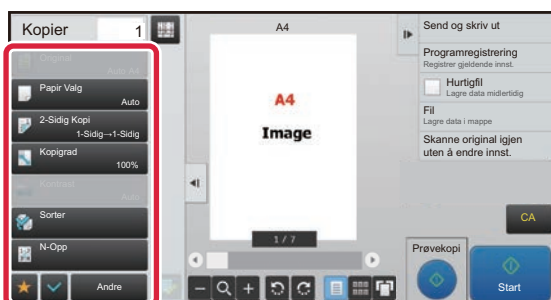 Kopier 1
Original
Auto A4
Papir Valg
Auto
2-Sidig Kopi
1-Sidig→1-Sidig
Kopigrad
100%
Kontrast
Auto
Sorter
N-Opp
Andre
A4
A4
Image
1 / 7
Send og skriv ut
Programregistrering
Registrer gjeldende innst.
Hurtigfil
Lagre data midlertidig
Fil
Lagre data i mappe
Skanne original igjen
uten å endre innst.
CA
Prøvekopi
Start